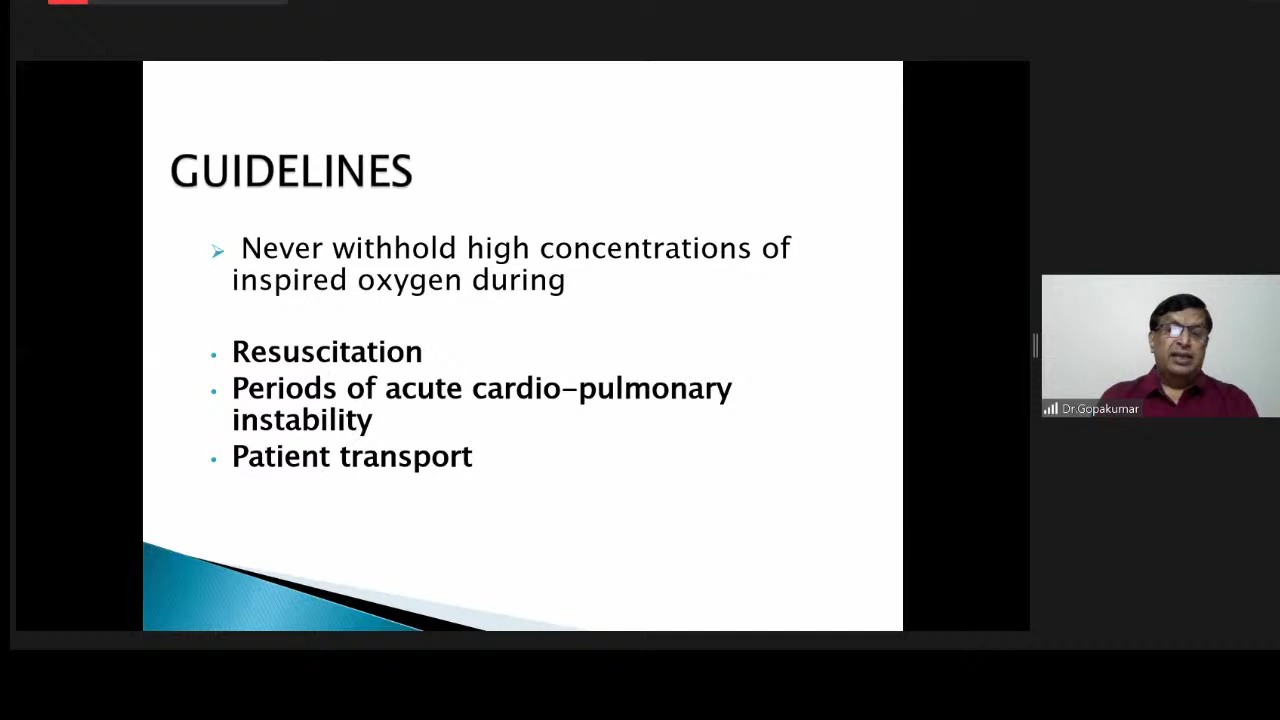 GUIDELINES
Never withhold high concentrations of
inspired oxygen during
Resuscitation
Periods of acute cardio-pulmonary
instability
Patient transport
Dr.Gopakumar